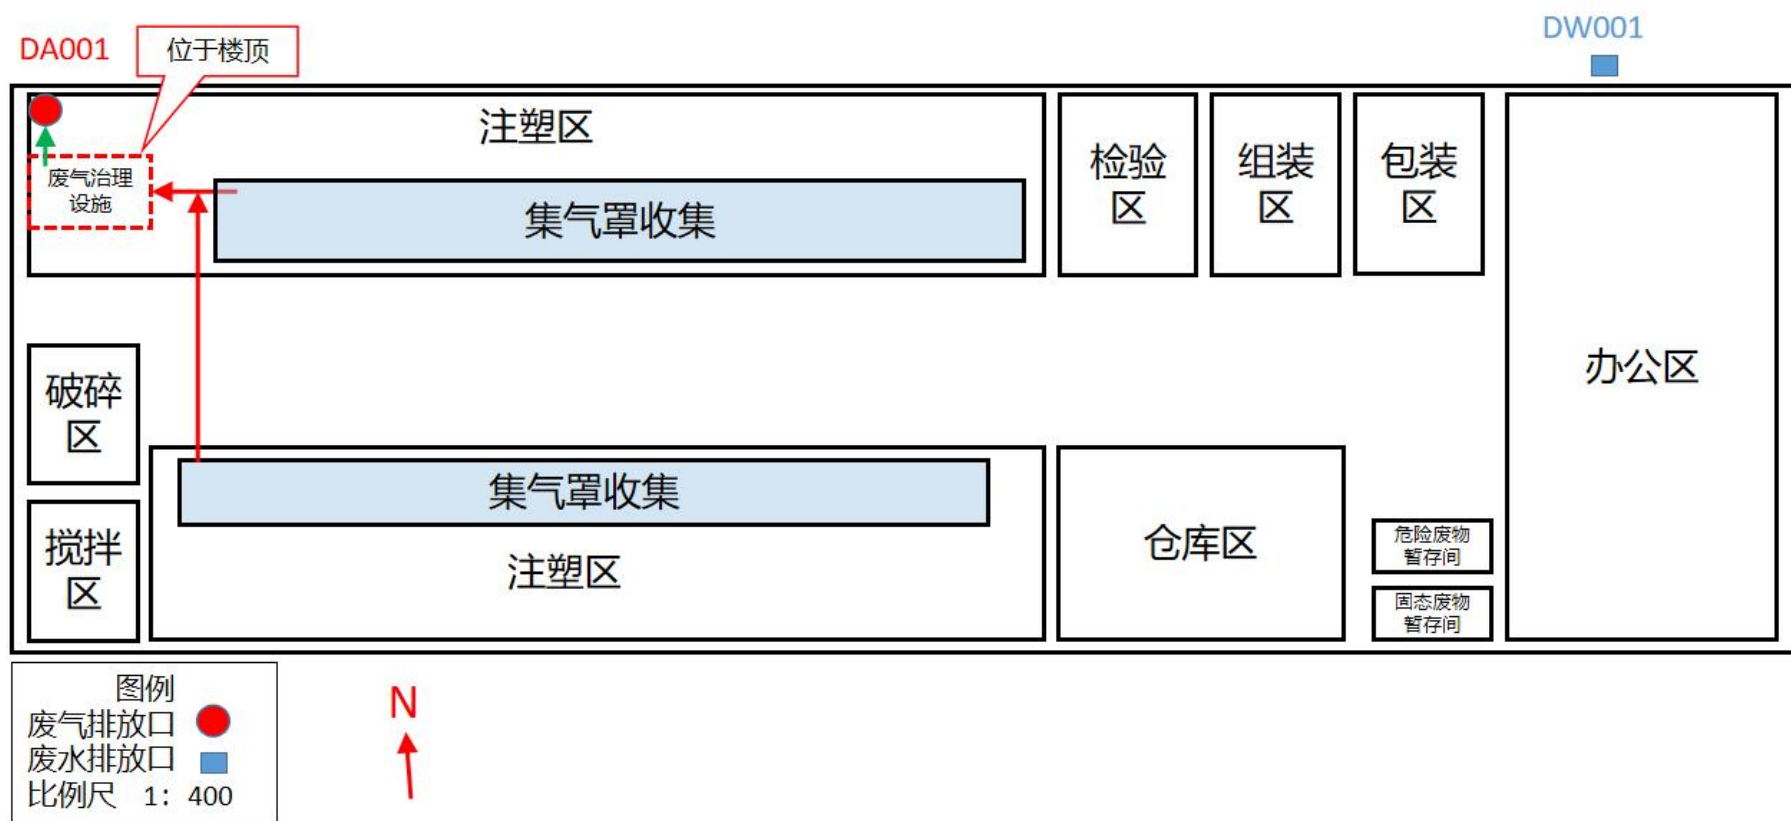 DA001
位于楼顶
DW001
注塑区
检验
区
组装
区
包装
区
废气治理
设施
集气罩收集
办公区
破碎
区
集气罩收集
搅拌
区
注塑区
仓库区
危险废物
暂存间
固态废物
暂存间
图例
废气排放口
废水排放口
比例尺 1: 400
N